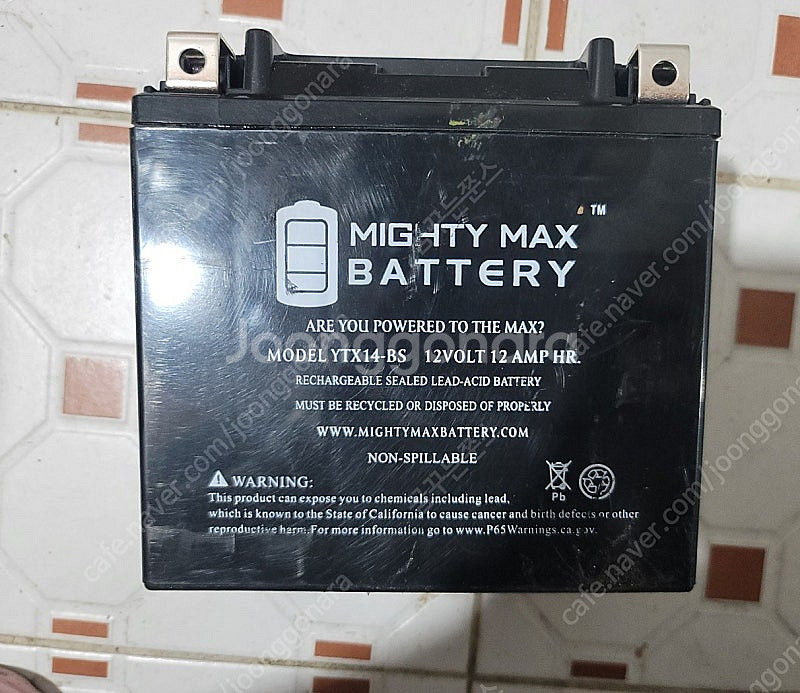 MIGHTY MAX ™
BATTERY
ARE YOU POWERED TO THE MAX?
MODEL YTX14-BS 12VOLT 12 AMP HR.
RECHARGEABLE SEALED LEAD-ACID BATTERY
MUST BE RECYCLED OR DISPOSED OF PROPERLY
WWW.MIGHTYMAXBATTERY.COM
NON-SPILLABLE
Pb
WARNING:
This product can expose you to chemicals including lead,
which is known to the State of California to cause cancer and birth defects or other
reproductive harm. For more information go to www.P65Warnings.ca.gov.
Joonggonara
cafe.naver.com/joonggonara